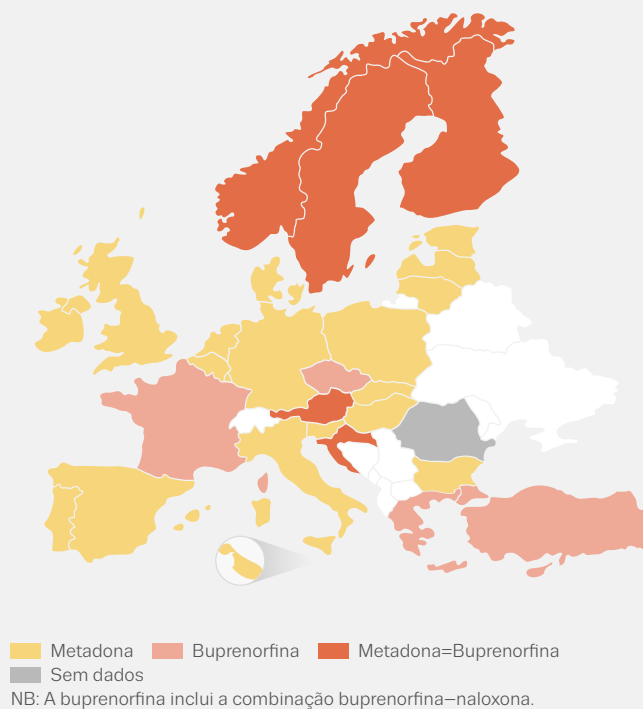 Metadona Buprenorfina Metadona=Buprenorfina
Sem dados
NB: A buprenorfina inclui a combinação buprenorfina–naloxona.